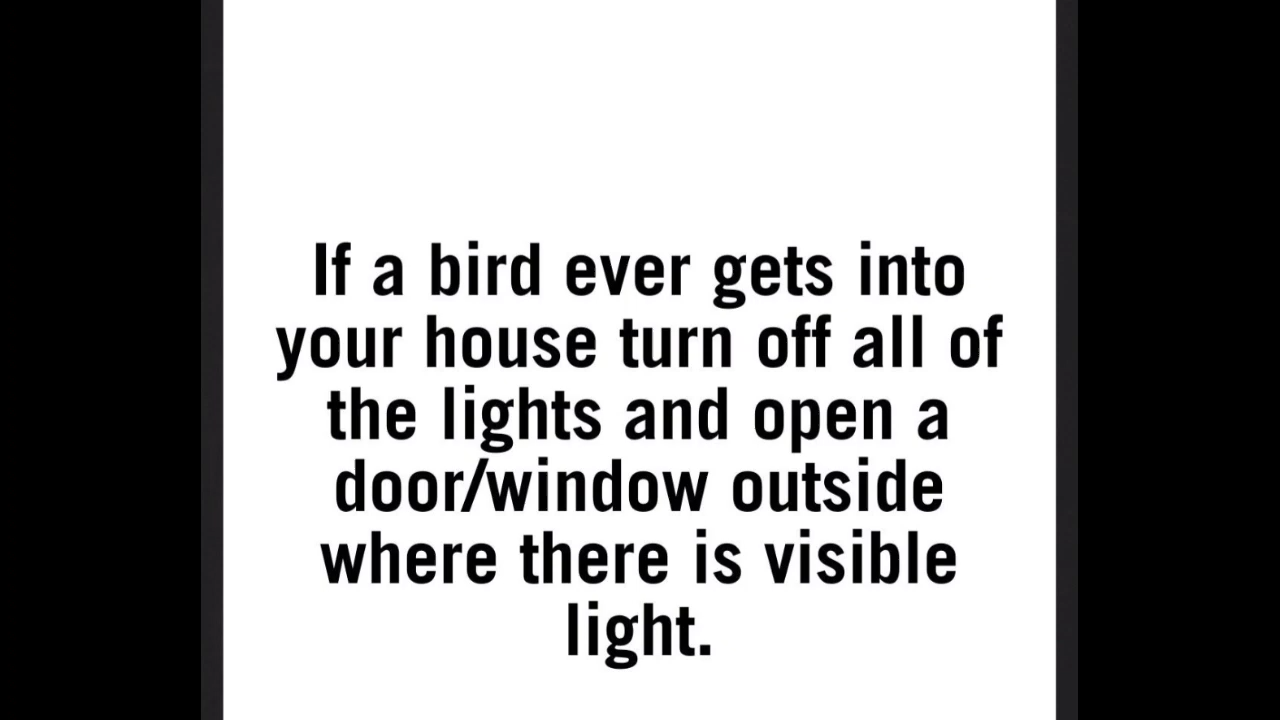 If a bird ever gets into
your house turn off all of
the lights and open a
door/window outside
where there is visible
light.